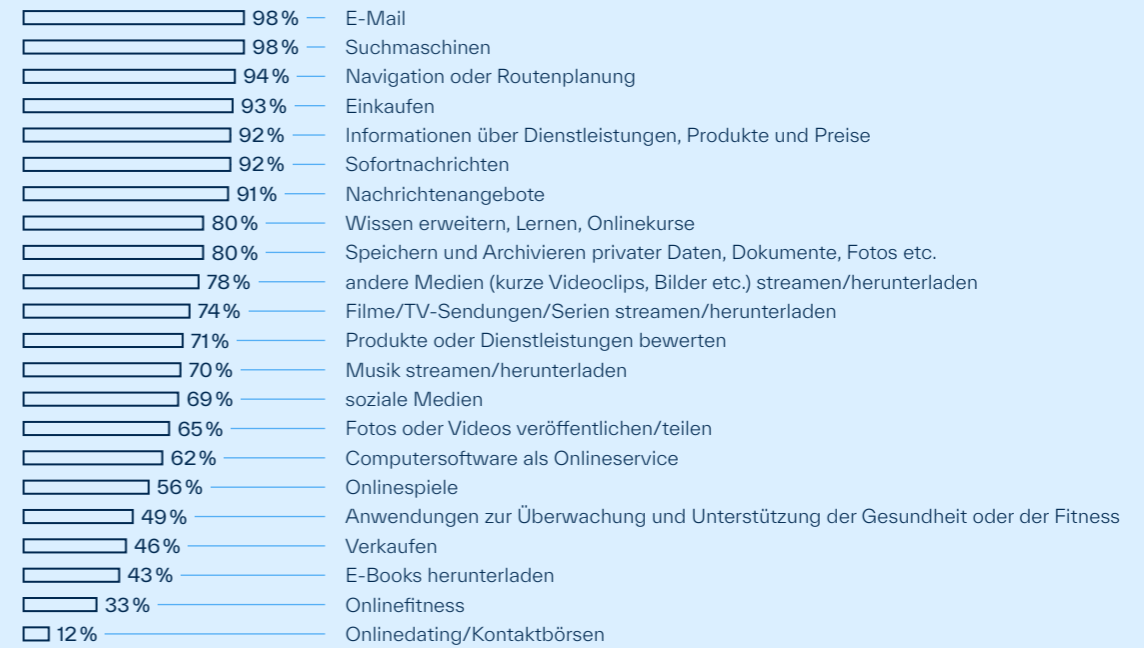 98 % E-Mail
98 % Suchmaschinen
94 % Navigation oder Routenplanung
93 % Einkaufen
92 % Informationen über Dienstleistungen, Produkte und Preise
92 % Sofortnachrichten
91 % Nachrichtenangebote
80 % Wissen erweitern, Lernen, Onlinekurse
80 % Speichern und Archivieren privater Daten, Dokumente, Fotos etc.
78 % andere Medien (kurze Videoclips, Bilder etc.) streamen/herunterladen
74 % Filme/TV-Sendungen/Serien streamen/herunterladen
71 % Produkte oder Dienstleistungen bewerten
70 % Musik streamen/herunterladen
69 % soziale Medien
65 % Fotos oder Videos veröffentlichen/teilen
62 % Computersoftware als Onlineservice
56 % Onlinespiele
49 % Anwendungen zur Überwachung und Unterstützung der Gesundheit oder der Fitness
46 % Verkaufen
43 % E-Books herunterladen
33 % Onlinefitness
12 % Onlinedating/Kontaktbörsen